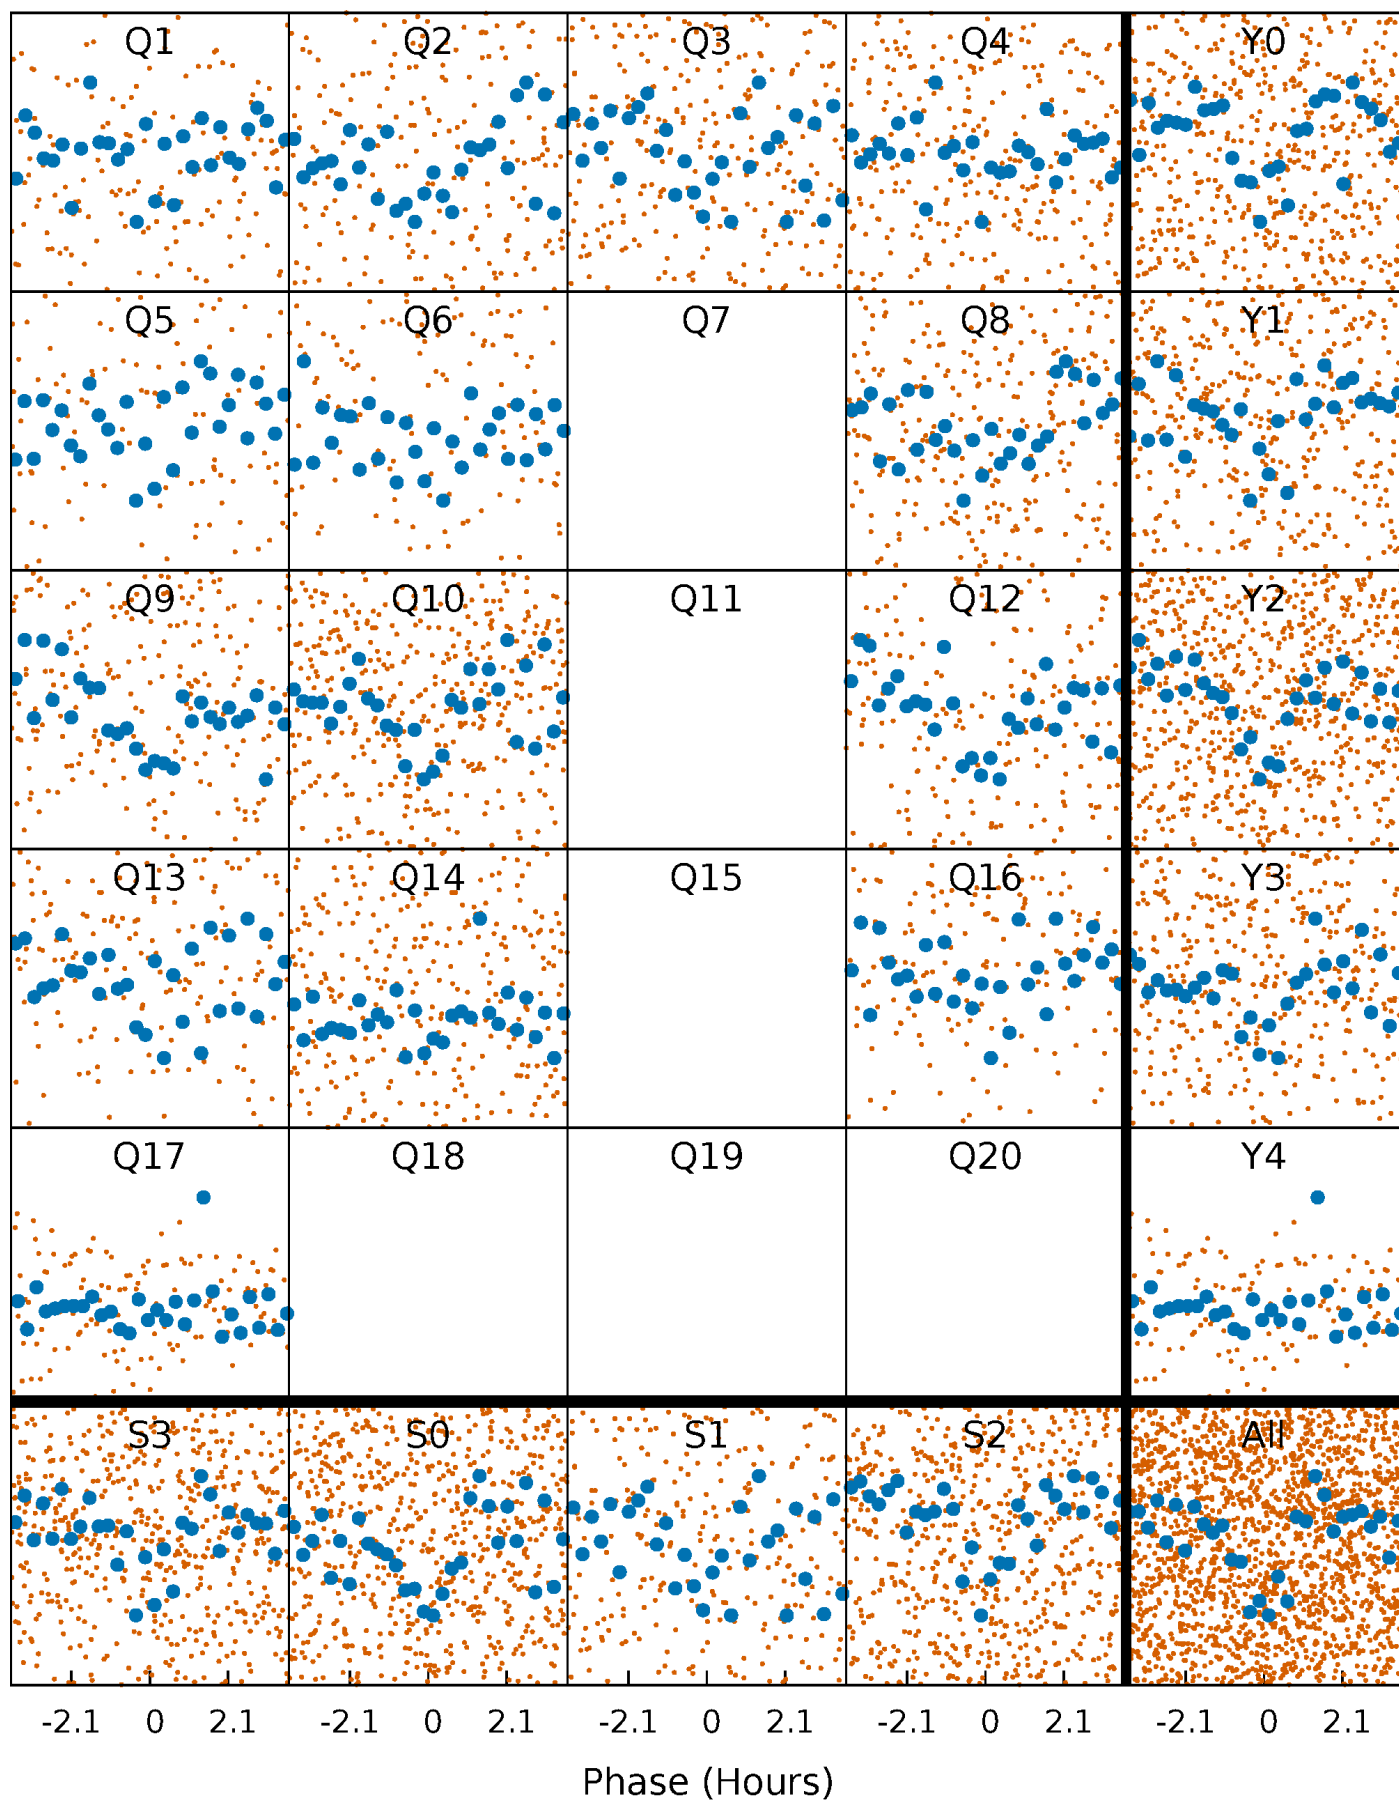 Q1 Q2 Q3 Q4 Y0
Q5 Q6 Q7 Q8 Y1
Q9 Q10 Q11 Q12 Y2
Q13 Q14 Q15 Q16 Y3
Q17 Q18 Q19 Q20 Y4
S3 S0 S1 S2 All
-2.1 0 2.1 -2.1 0 2.1 -2.1 0 2.1 -2.1 0 2.1 -2.1 0 2.1
Phase (Hours)